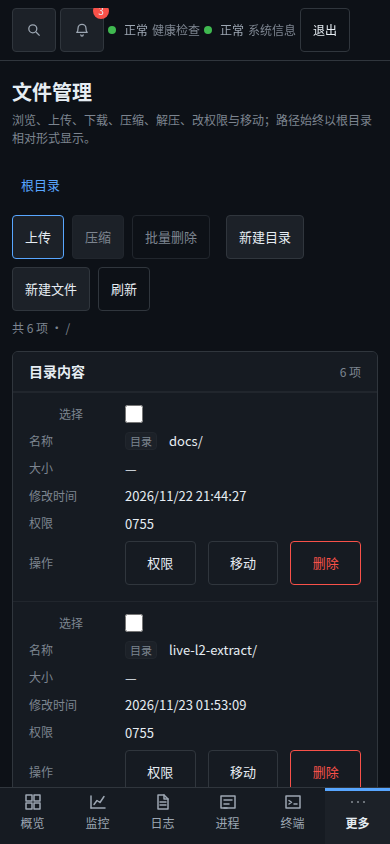 3
正常 健康检查 正常 系统信息 退出
文件管理
浏览、上传、下载、压缩、解压、改权限与移动；路径始终以根目录
相对形式显示。
根目录
上传 压缩 批量删除 新建目录
新建文件 刷新
共 6 项 · /
目录内容 6 项
选择
名称 目录 docs/
大小 —
修改时间 2026/11/22 21:44:27
权限 0755
操作 权限 移动 删除
选择
名称 目录 live-l2-extract/
大小 —
修改时间 2026/11/23 01:53:09
权限 0755
操作 权限 移动 删除
概览 监控 日志 进程 终端 更多